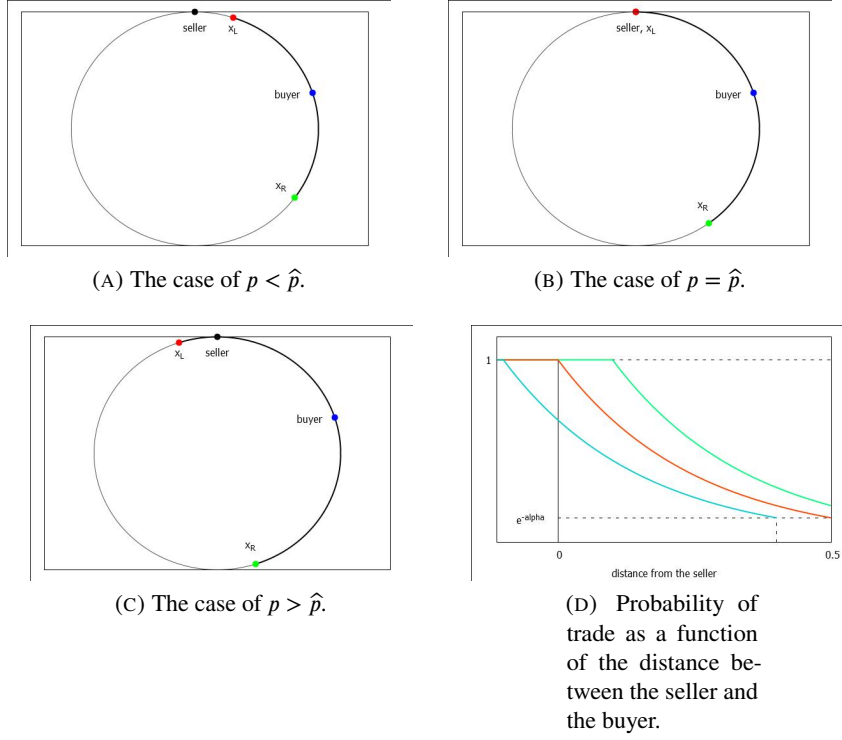 seller
x_L
buyer
x_R
(A) The case of p < p̂.
seller, x_L
buyer
x_R
(B) The case of p = p̂.
x_L
seller
buyer
x_R
(C) The case of p > p̂.
1
e^-alpha
0
0.5
distance from the seller
(D) Probability of
trade as a function
of the distance be-
tween the seller and
the buyer.